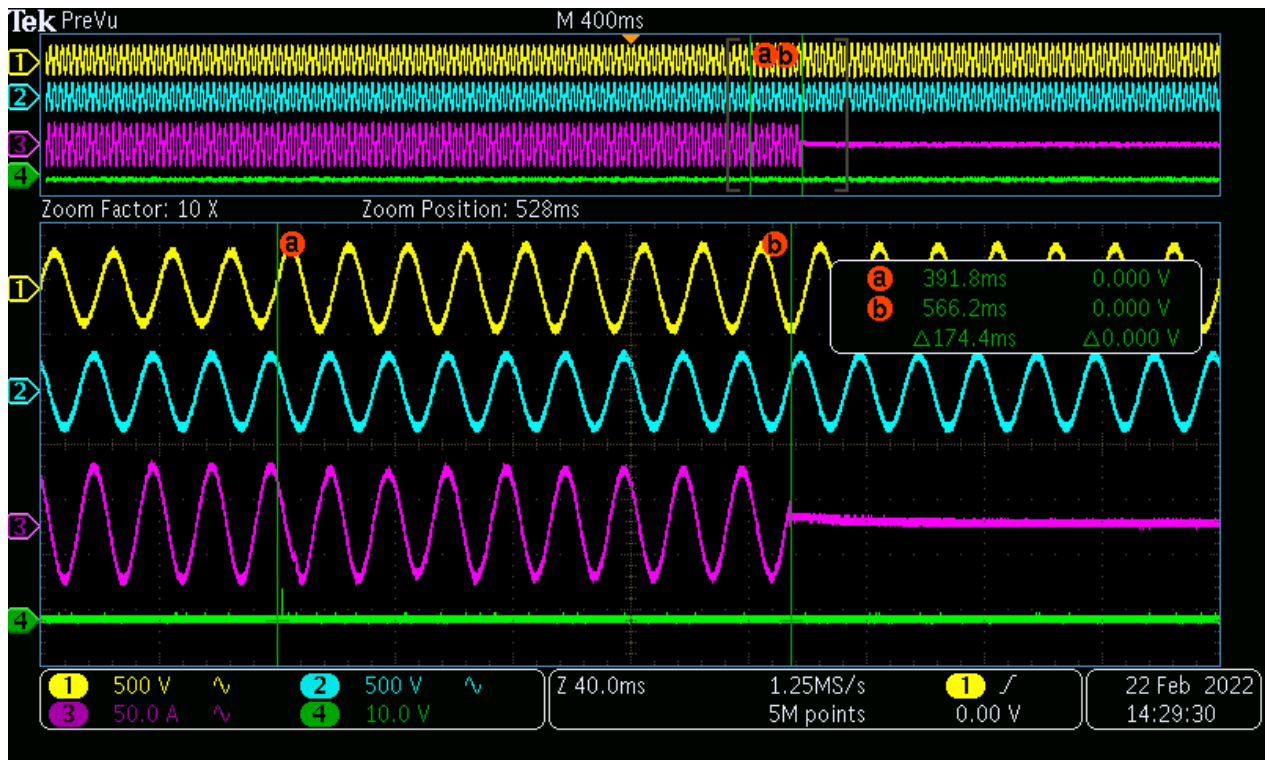 Tek PreVu M 400ms
1
a b
2
3
4
Zoom Factor: 10 X Zoom Position: 528ms
a b
1
a 391.8ms 0.000 V
b 566.2ms 0.000 V
△174.4ms △0.000 V
2
3
4
1 500 V 2 500 V Z 40.0ms 1.25MS/s 1 22 Feb 2022
3 50.0 A 4 10.0 V 5M points 0.00 V 14:29:30